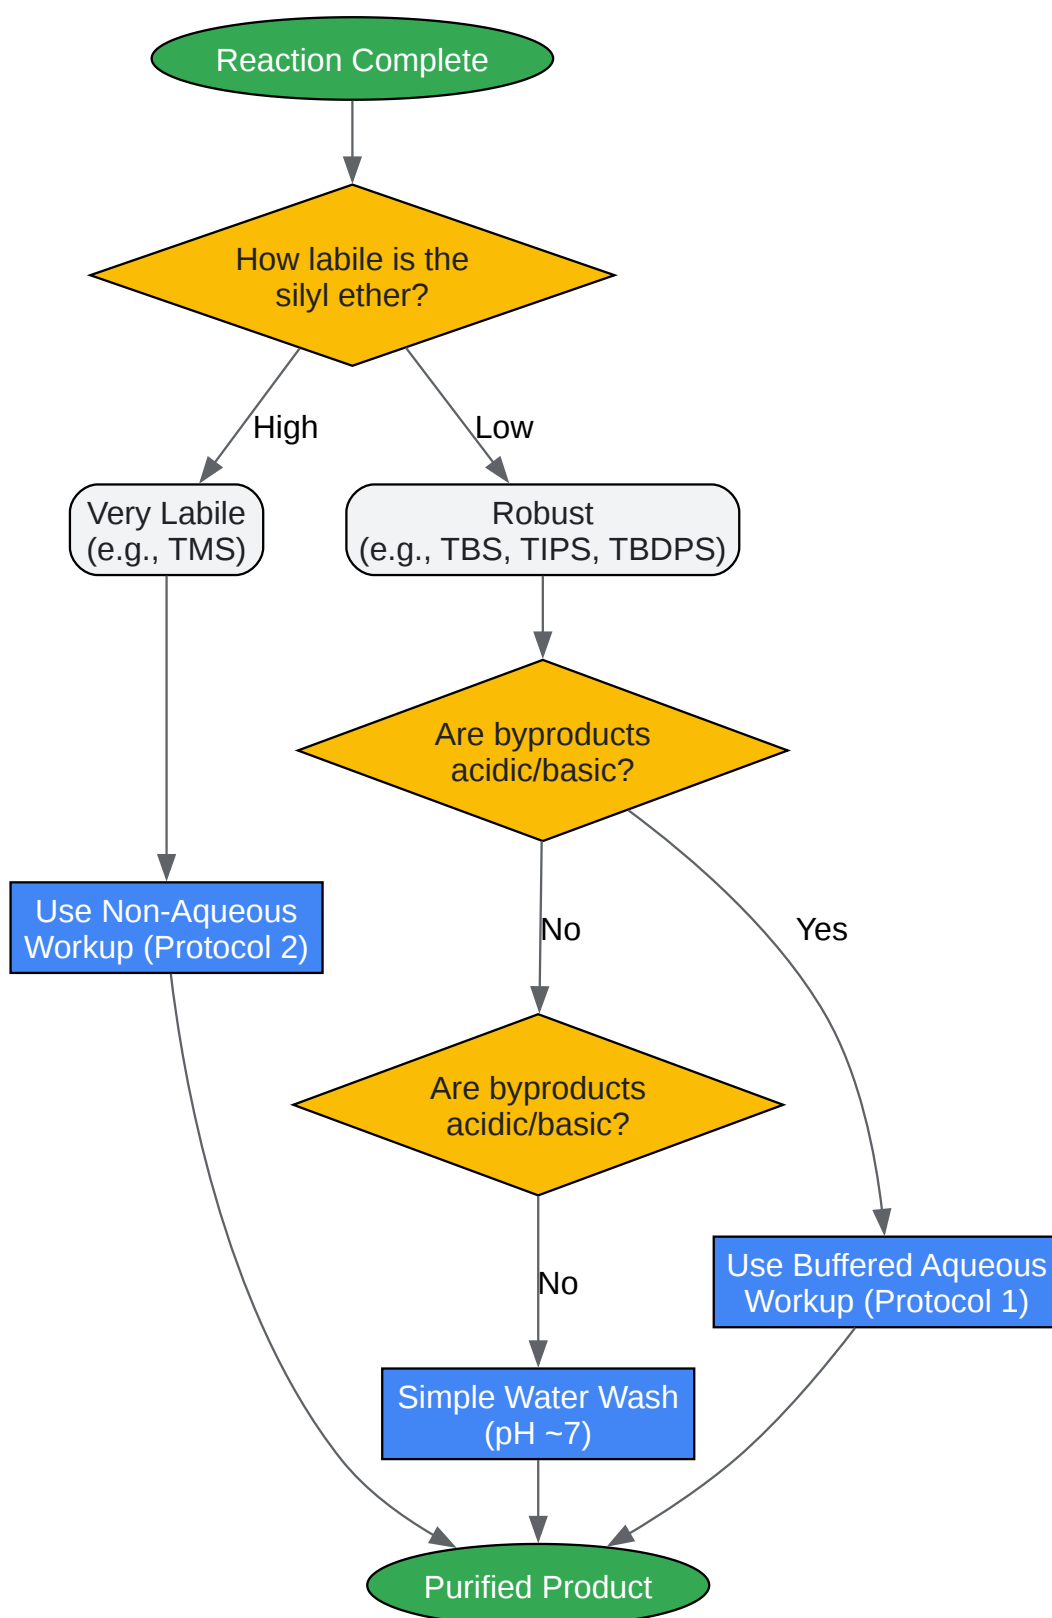 Reaction Complete
How labile is the
silyl ether?
High
Low
Very Labile
(e.g., TMS)
Robust
(e.g., TBS, TIPS, TBDPS)
Are byproducts
acidic/basic?
Use Non-Aqueous
Workup (Protocol 2)
No
Yes
Are byproducts
acidic/basic?
No
Use Buffered Aqueous
Workup (Protocol 1)
Simple Water Wash
(pH ~7)
Purified Product